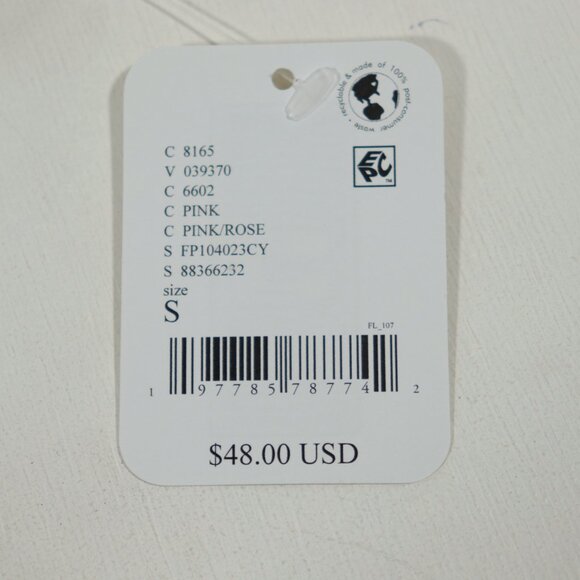 recyclable & made of 100% post-consumer waste •
EPC™
C 8165
V 039370
C 6602
C PINK
C PINK/ROSE
S FP104023CY
S 88366232
size
S
FL_107
1 97785 78774 2
$48.00 USD